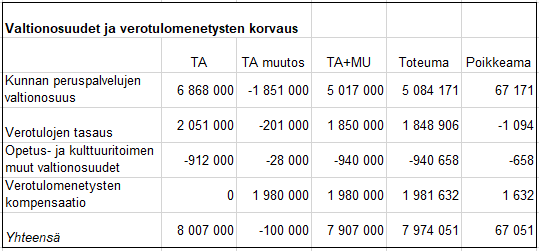 Valtionosuudet ja verotulomenetysten korvaus
TA TA muutos TA+MU Toteuma Poikkeama
Kunnan peruspalvelujen
valtionosuus 6 868 000 -1 851 000 5 017 000 5 084 171 67 171
Verotulojen tasaus 2 051 000 -201 000 1 850 000 1 848 906 -1 094
Opetus- ja kulttuuritoimen
muut valtionosuudet -912 000 -28 000 -940 000 -940 658 -658
Verotulomenetysten
kompensaatio 0 1 980 000 1 980 000 1 981 632 1 632
Yhteensä 8 007 000 -100 000 7 907 000 7 974 051 67 051